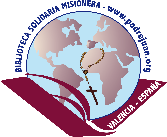 BIBLIOTECA SOLIDARIA MISIONERA - www.padrejuan.org
VALENCIA - ESPAÑA